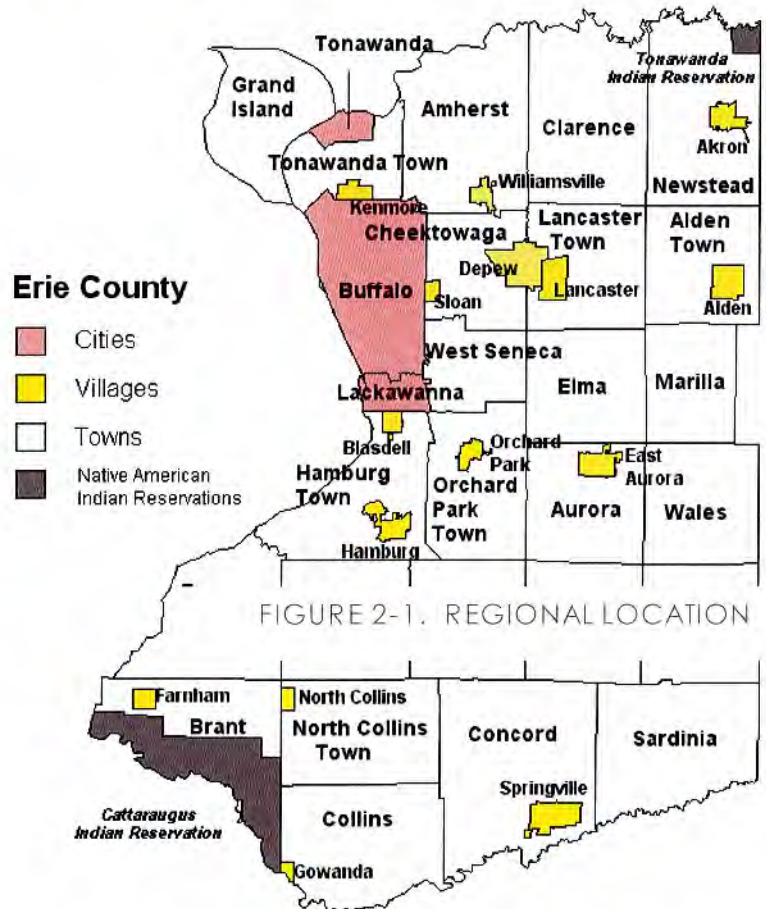 Tonawanda
Grand
Island
Tonawanda
Indian Reservation
Amherst
Clarence
Akron
Tonawanda Town
Williamsville
Newstead
Kenmore
Cheektowaga
Lancaster
Town
Alden
Town
Depew
Erie County
Buffalo
Sloan
Lancaster
Alden
Cities
West Seneca
Villages
Lackawanna
Elma
Marilla
Towns
Blasdell
Orchard
Park
East
Aurora
Native American
Indian Reservations
Hamburg
Town
Orchard
Park
Town
Aurora
Wales
Hamburg
FIGURE 2-1. REGIONAL LOCATION
Farnham
North Collins
Brant
North Collins
Town
Concord
Sardinia
Springville
Cattaraugus
Indian Reservation
Collins
Gowanda